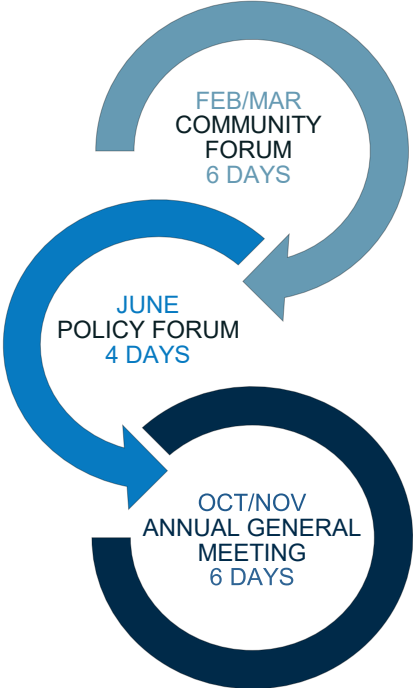 FEB/MAR
COMMUNITY
FORUM
6 DAYS
JUNE
POLICY FORUM
4 DAYS
OCT/NOV
ANNUAL GENERAL
MEETING
6 DAYS